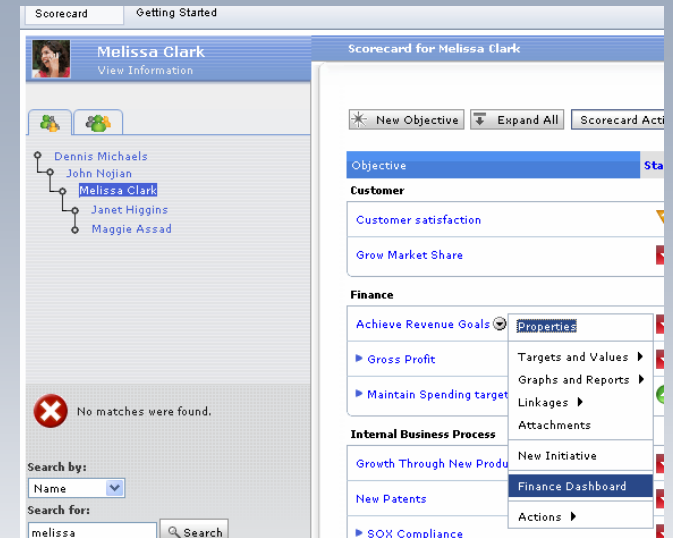 Scorecard
Getting Started
Melissa Clark
View Information
Dennis Michaels
John Nojian
Melissa Clark
Janet Higgins
Maggie Assad
No matches were found.
Search by:
Name
Search for:
melissa
Search
Scorecard for Melissa Clark
New Objective
Expand All
Scorecard Acti
Objective
Sta
Customer
Customer satisfaction
Grow Market Share
Finance
Achieve Revenue Goals
Gross Profit
Maintain Spending target
Internal Business Process
Growth Through New Produ
New Patents
SOX Compliance
Properties
Targets and Values
Graphs and Reports
Linkages
Attachments
New Initiative
Finance Dashboard
Actions